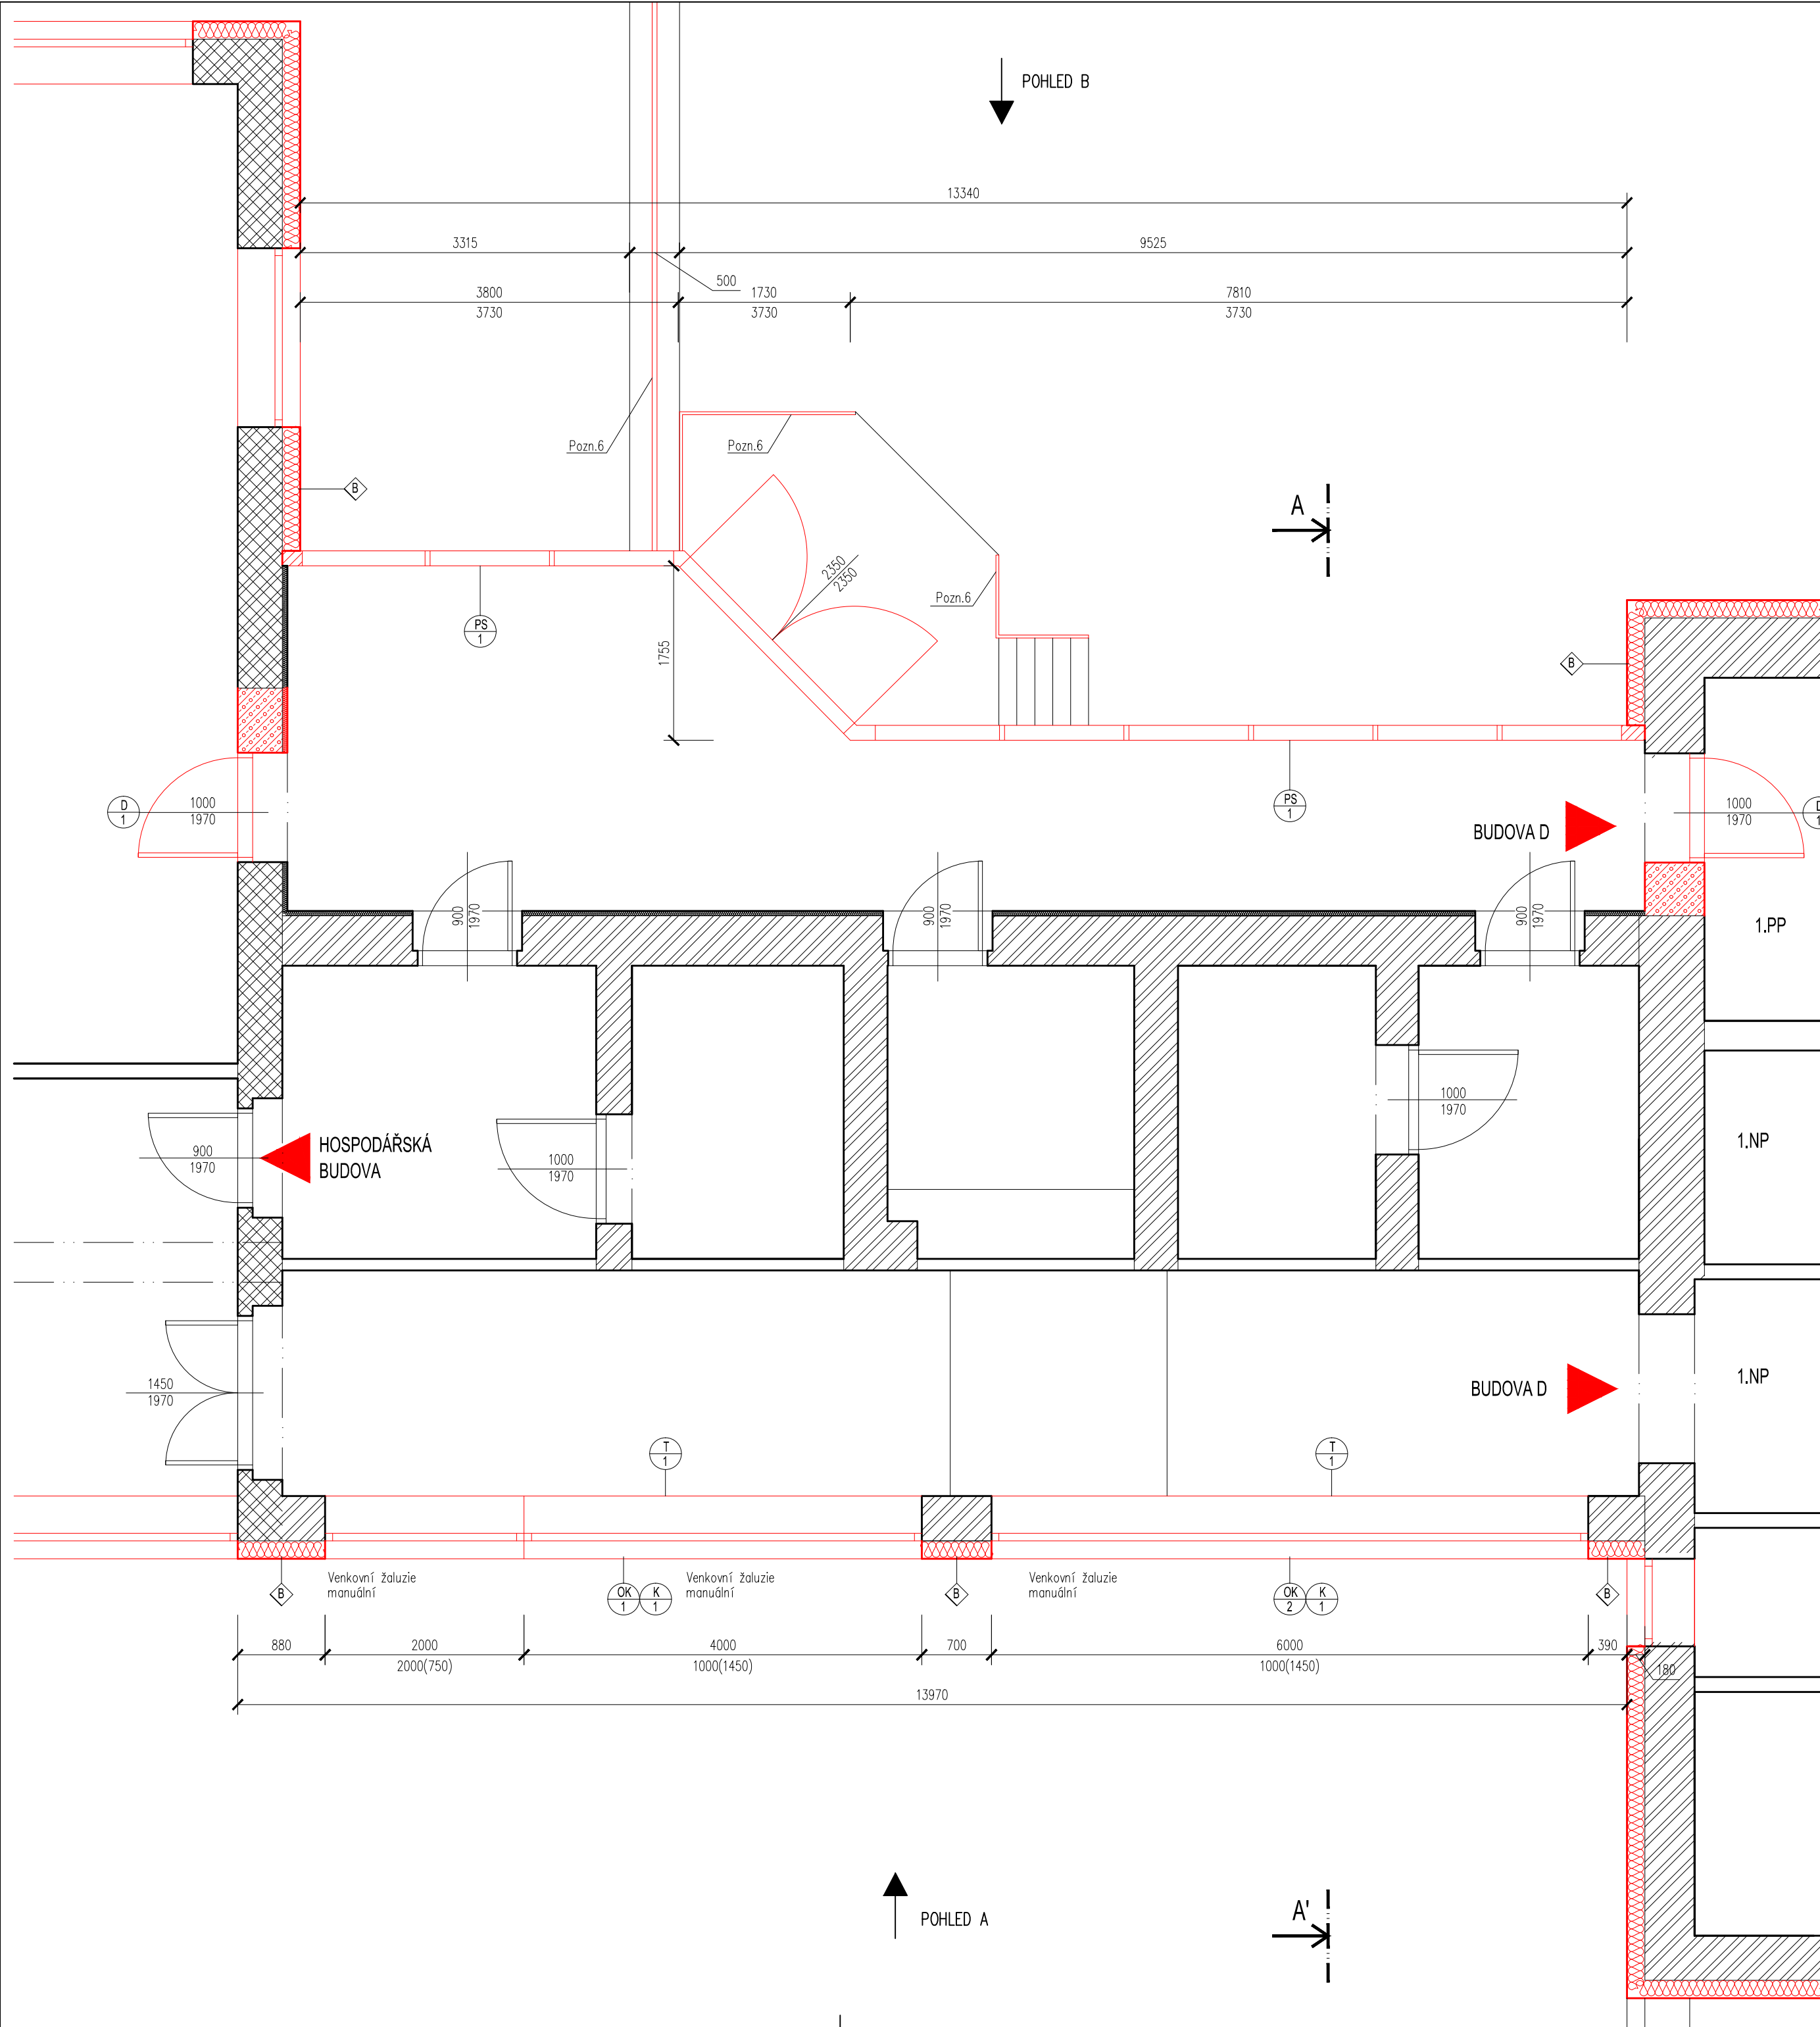 POHLED B
13340
3315
9525
500
3800
3730
1730
3730
7810
3730
Pozn.6
Pozn.6
B
A
2350
2350
Pozn.6
PS
1
1755
B
D
1
1000
1970
PS
1
BUDOVA D
1000
1970
1
900
1970
900
1970
900
1970
1.PP
1000
1970
900
1970
HOSPODÁŘSKÁ
BUDOVA
1000
1970
1.NP
1450
1970
BUDOVA D
1.NP
T
1
T
1
B
Venkovní žaluzie
manuální
OK
1
K
1
Venkovní žaluzie
manuální
B
Venkovní žaluzie
manuální
OK
2
K
1
B
880
2000
2000(750)
4000
1000(1450)
700
6000
1000(1450)
390
180
13970
POHLED A
A'